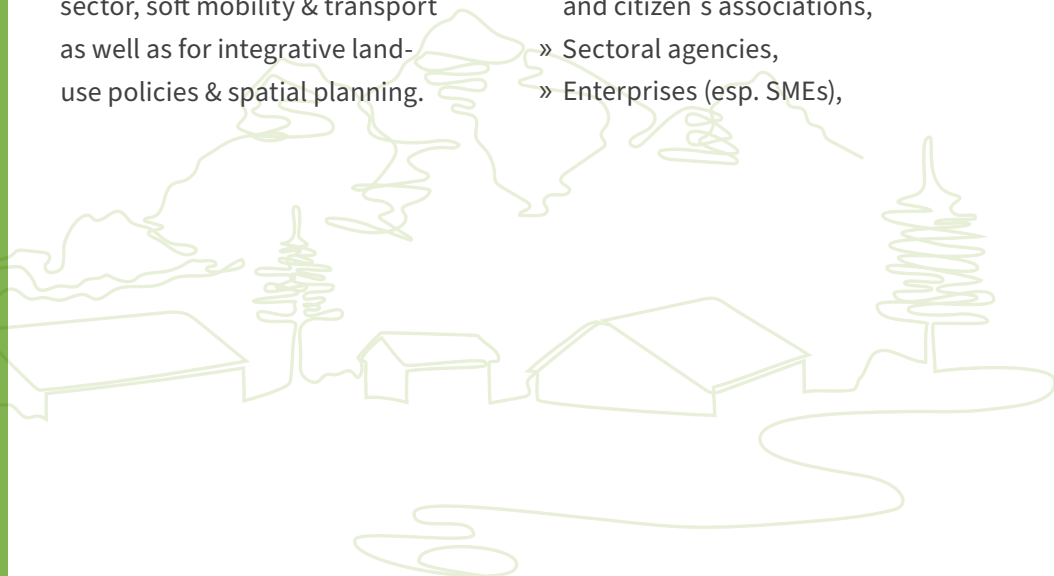 sector, soft mobility & transport
as well as for integrative land-
use policies & spatial planning.
and citizen s associations,
» Sectoral agencies,
» Enterprises (esp. SMEs),